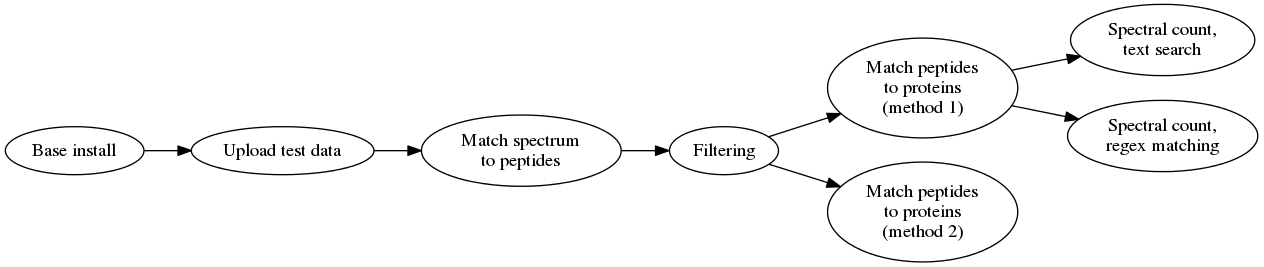 Base install
Upload test data
Match spectrum
to peptides
Filtering
Match peptides
to proteins
(method 1)
Spectral count,
text search
Spectral count,
regex matching
Match peptides
to proteins
(method 2)